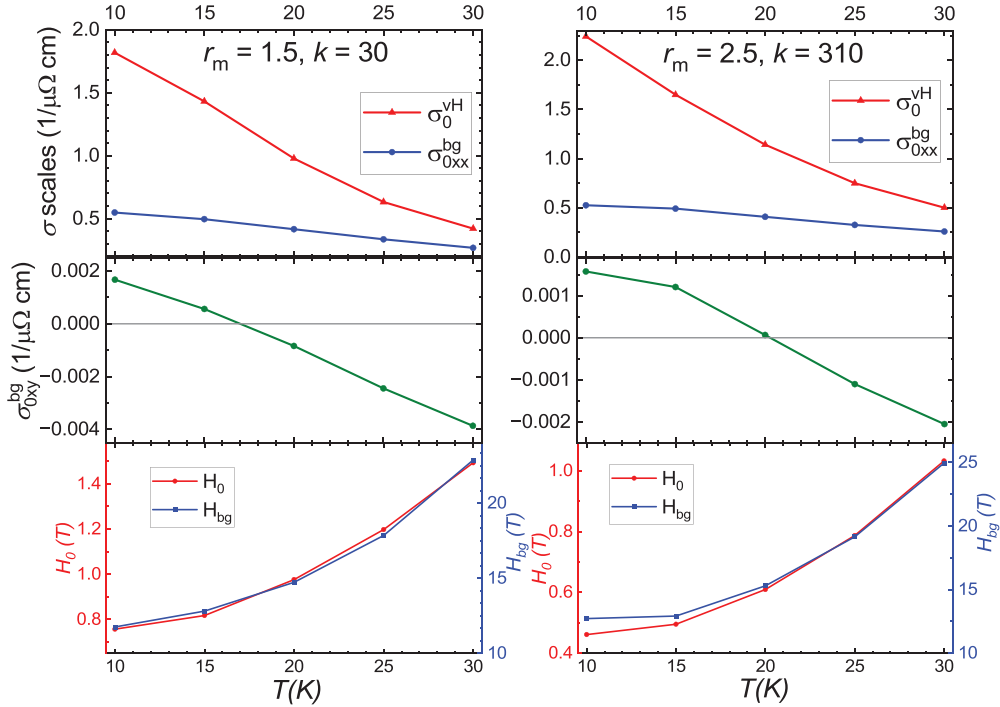 10 15 20 25 30
10 15 20 25 30
r_m = 1.5, k = 30
σ_0^vH
σ_0xx^bg
2.0
1.5
1.0
0.5
σ scales (1/μΩ cm)
r_m = 2.5, k = 310
σ_0^vH
σ_0xx^bg
2.0
1.5
1.0
0.5
0.0
0.002
0.000
−0.002
−0.004
σ_0xy^bg (1/μΩ cm)
0.001
0.000
−0.001
−0.002
H_0
H_bg
1.4
1.2
1.0
0.8
H_0 (T)
20
15
10
H_bg (T)
10 15 20 25 30
T(K)
H_0
H_bg
1.0
0.8
0.6
0.4
H_0 (T)
25
20
15
10
H_bg (T)
10 15 20 25 30
T(K)